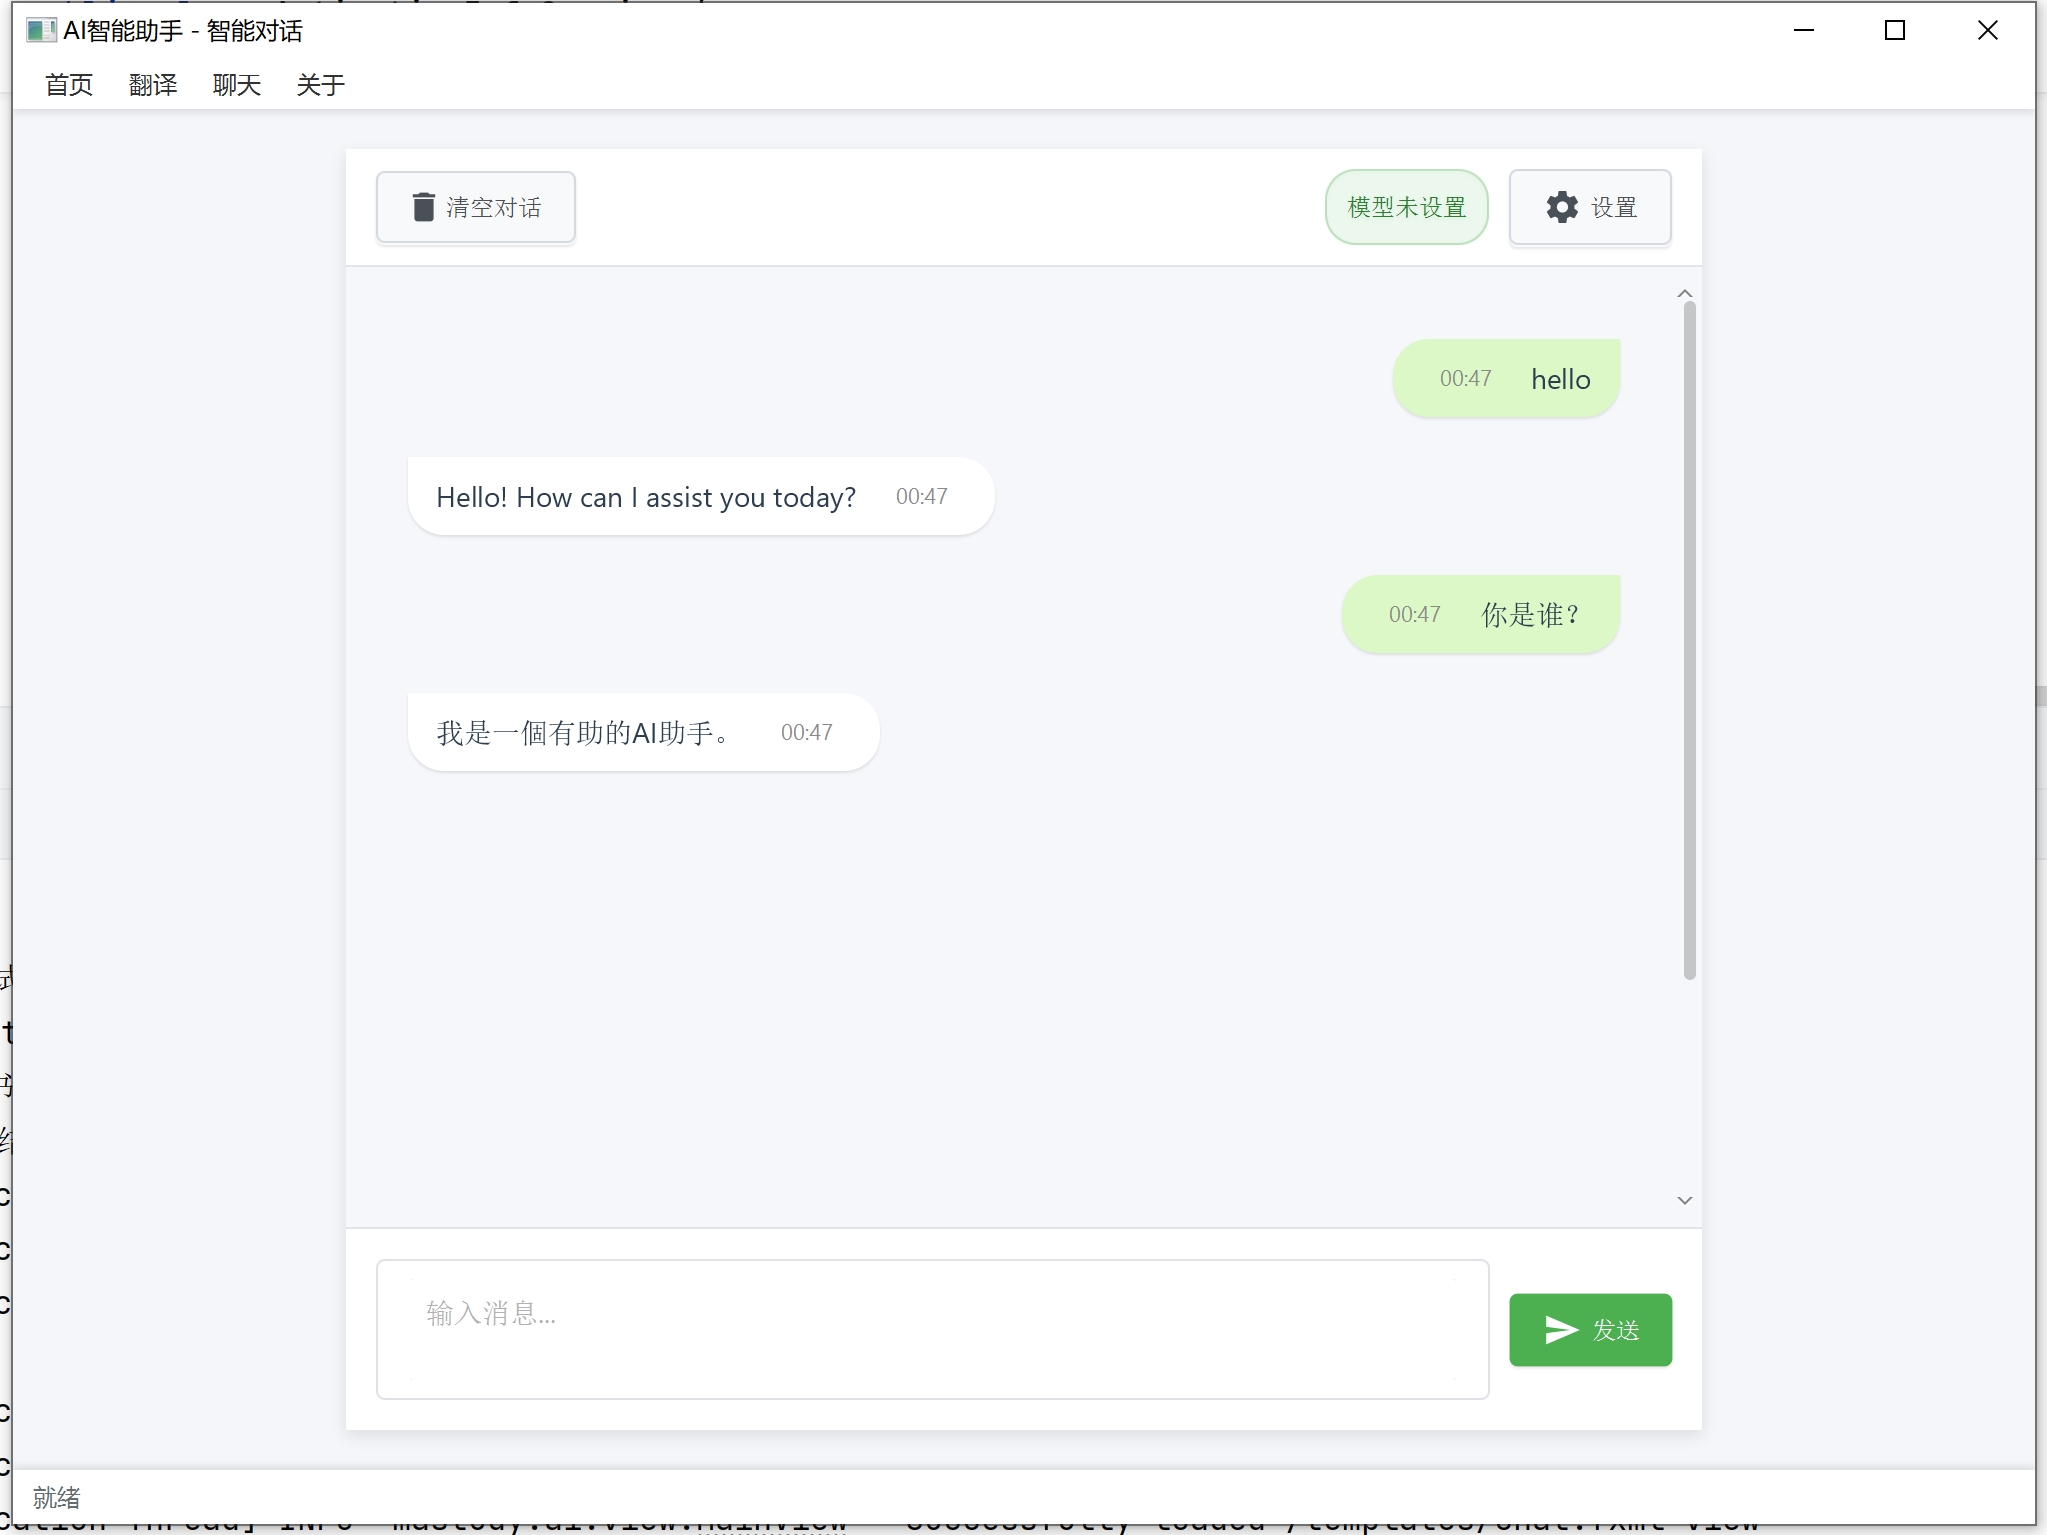 AI智能助手 - 智能对话
首页 翻译 聊天 关于
清空对话
模型未设置
设置
00:47 hello
Hello! How can I assist you today? 00:47
00:47 你是谁？
我是一個有助的AI助手。 00:47
输入消息...
发送
就绪